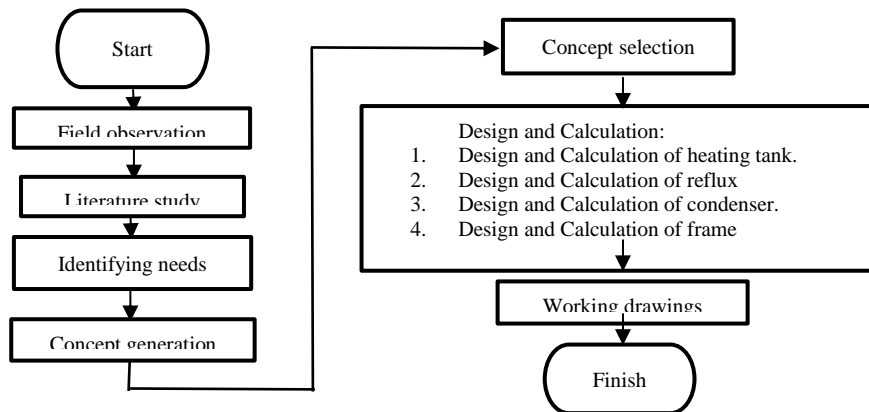 Start
Field observation
Literature study
Identifying needs
Concept generation
Concept selection
Design and Calculation:
1. Design and Calculation of heating tank.
2. Design and Calculation of reflux
3. Design and Calculation of condenser.
4. Design and Calculation of frame
Working drawings
Finish